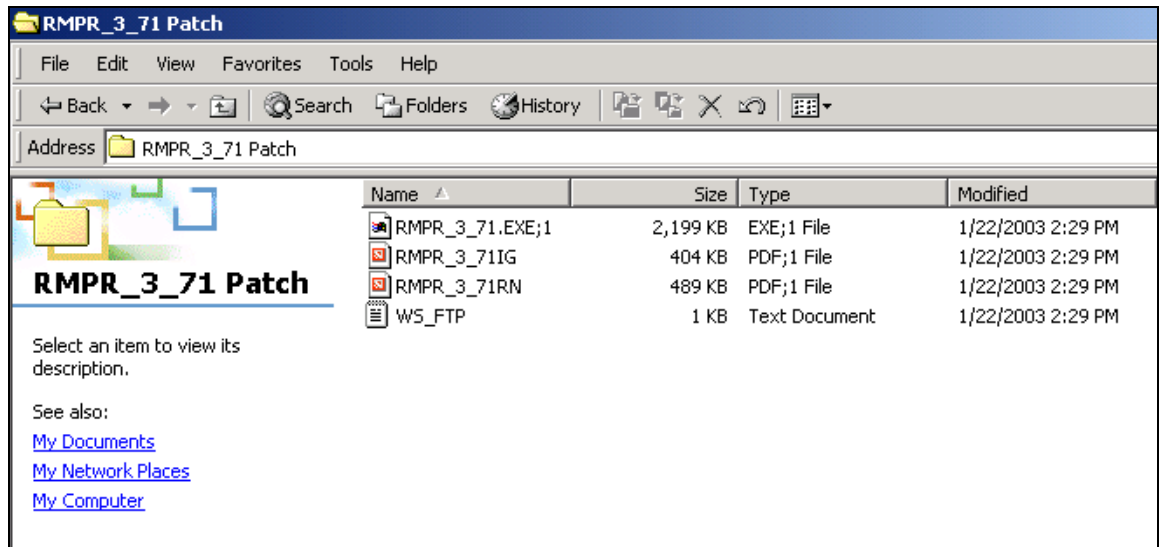 RMPR_3_71 Patch
File Edit View Favorites Tools Help
Back Search Folders History
Address RMPR_3_71 Patch
Name Size Type Modified
RMPR_3_71.EXE;1 2,199 KB EXE;1 File 1/22/2003 2:29 PM
RMPR_3_71IG 404 KB PDF;1 File 1/22/2003 2:29 PM
RMPR_3_71RN 489 KB PDF;1 File 1/22/2003 2:29 PM
WS_FTP 1 KB Text Document 1/22/2003 2:29 PM
RMPR_3_71 Patch
Select an item to view its
description.
See also:
My Documents
My Network Places
My Computer